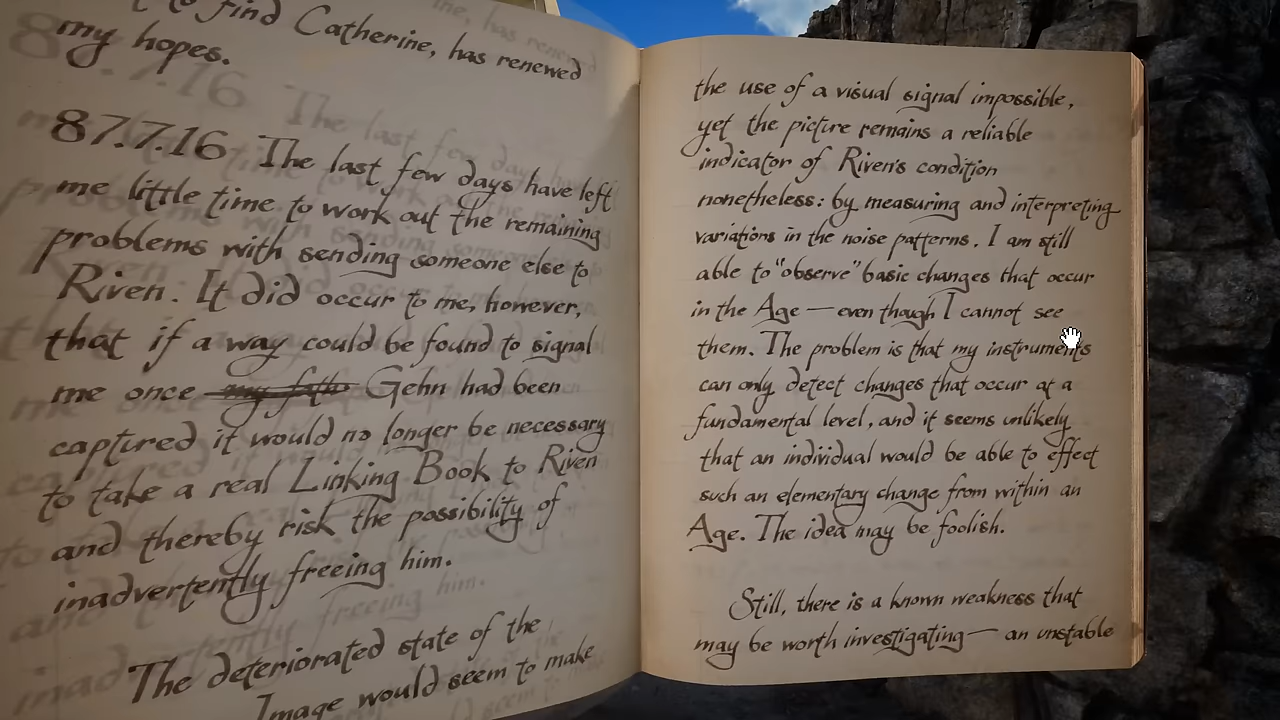 to find Catherine, has renewed
my hopes.
87.7.16 The last few days have left
me little time to work out the remaining
problems with sending someone else to
Riven. It did occur to me, however,
that if a way could be found to signal
me once my fath Gehn had been
captured it would no longer be necessary
to take a real Linking Book to Riven
and thereby risk the possibility of
inadvertently freeing him.
The deteriorated state of the
Image would seem to make
the use of a visual signal impossible,
yet the picture remains a reliable
indicator of Riven's condition
nonetheless: by measuring and interpreting
variations in the noise patterns, I am still
able to "observe" basic changes that occur
in the Age — even though I cannot see
them. The problem is that my instruments
can only detect changes that occur at a
fundamental level, and it seems unlikely
that an individual would be able to effect
such an elementary change from within an
Age. The idea may be foolish.
Still, there is a known weakness that
may be worth investigating — an unstable